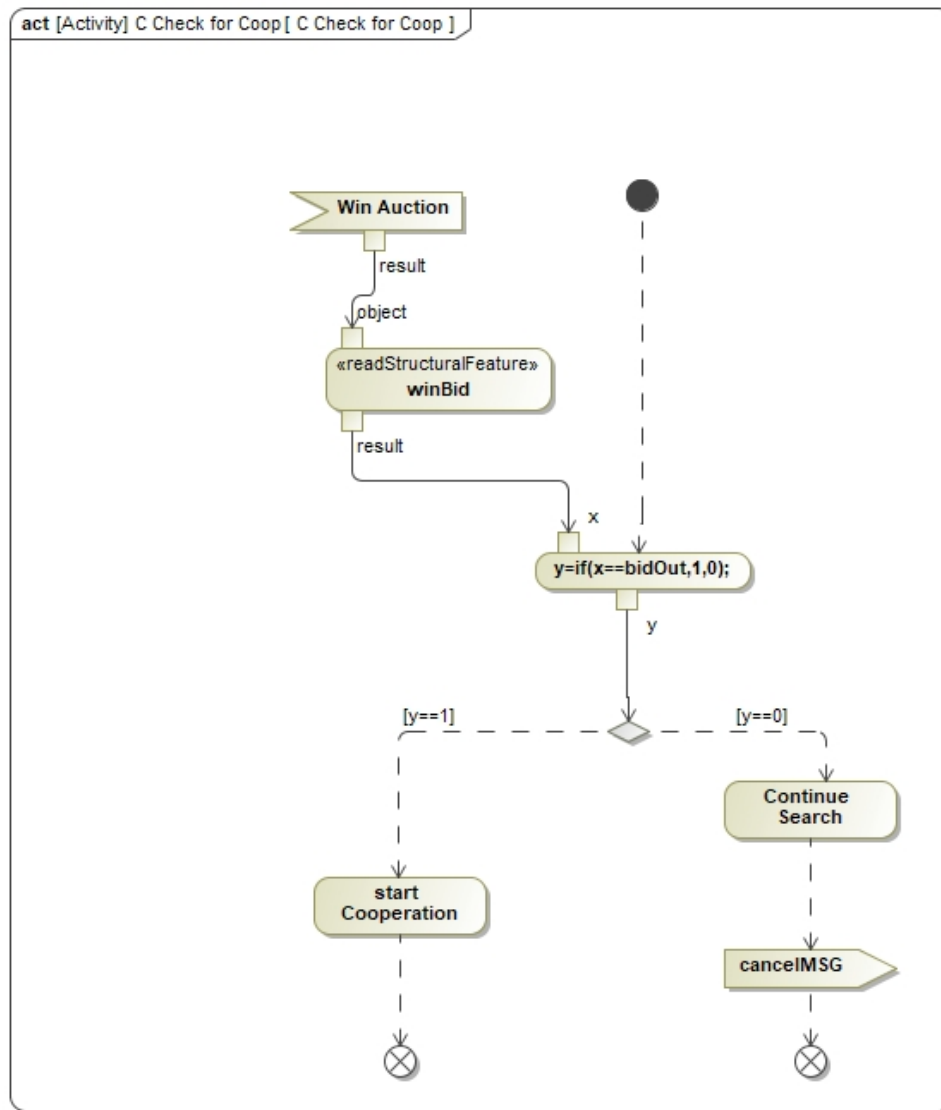 act [Activity] C Check for Coop [ C Check for Coop ]
Win Auction
result
object
«readStructuralFeature»
winBid
result
x
y=if(x==bidOut,1,0);
y
[y==1]
[y==0]
Continue
Search
start
Cooperation
cancelMSG